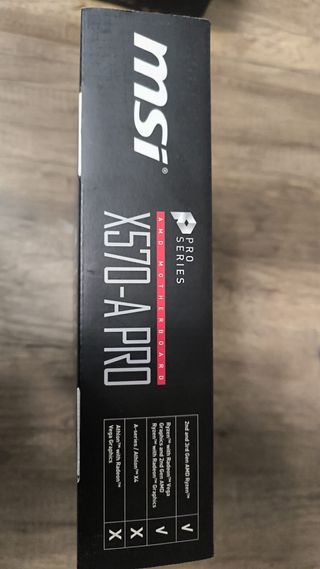 msi®
PRO
SERIES
AMD MOTHERBOARD
X570-A PRO
2nd and 3rd Gen AMD Ryzen™ V
Ryzen™ with Radeon™ Vega
Graphics and 2nd Gen AMD
Ryzen™ with Radeon™ Graphics V
A-series / Athlon™ X4 X
Athlon™ with Radeon™
Vega Graphics X